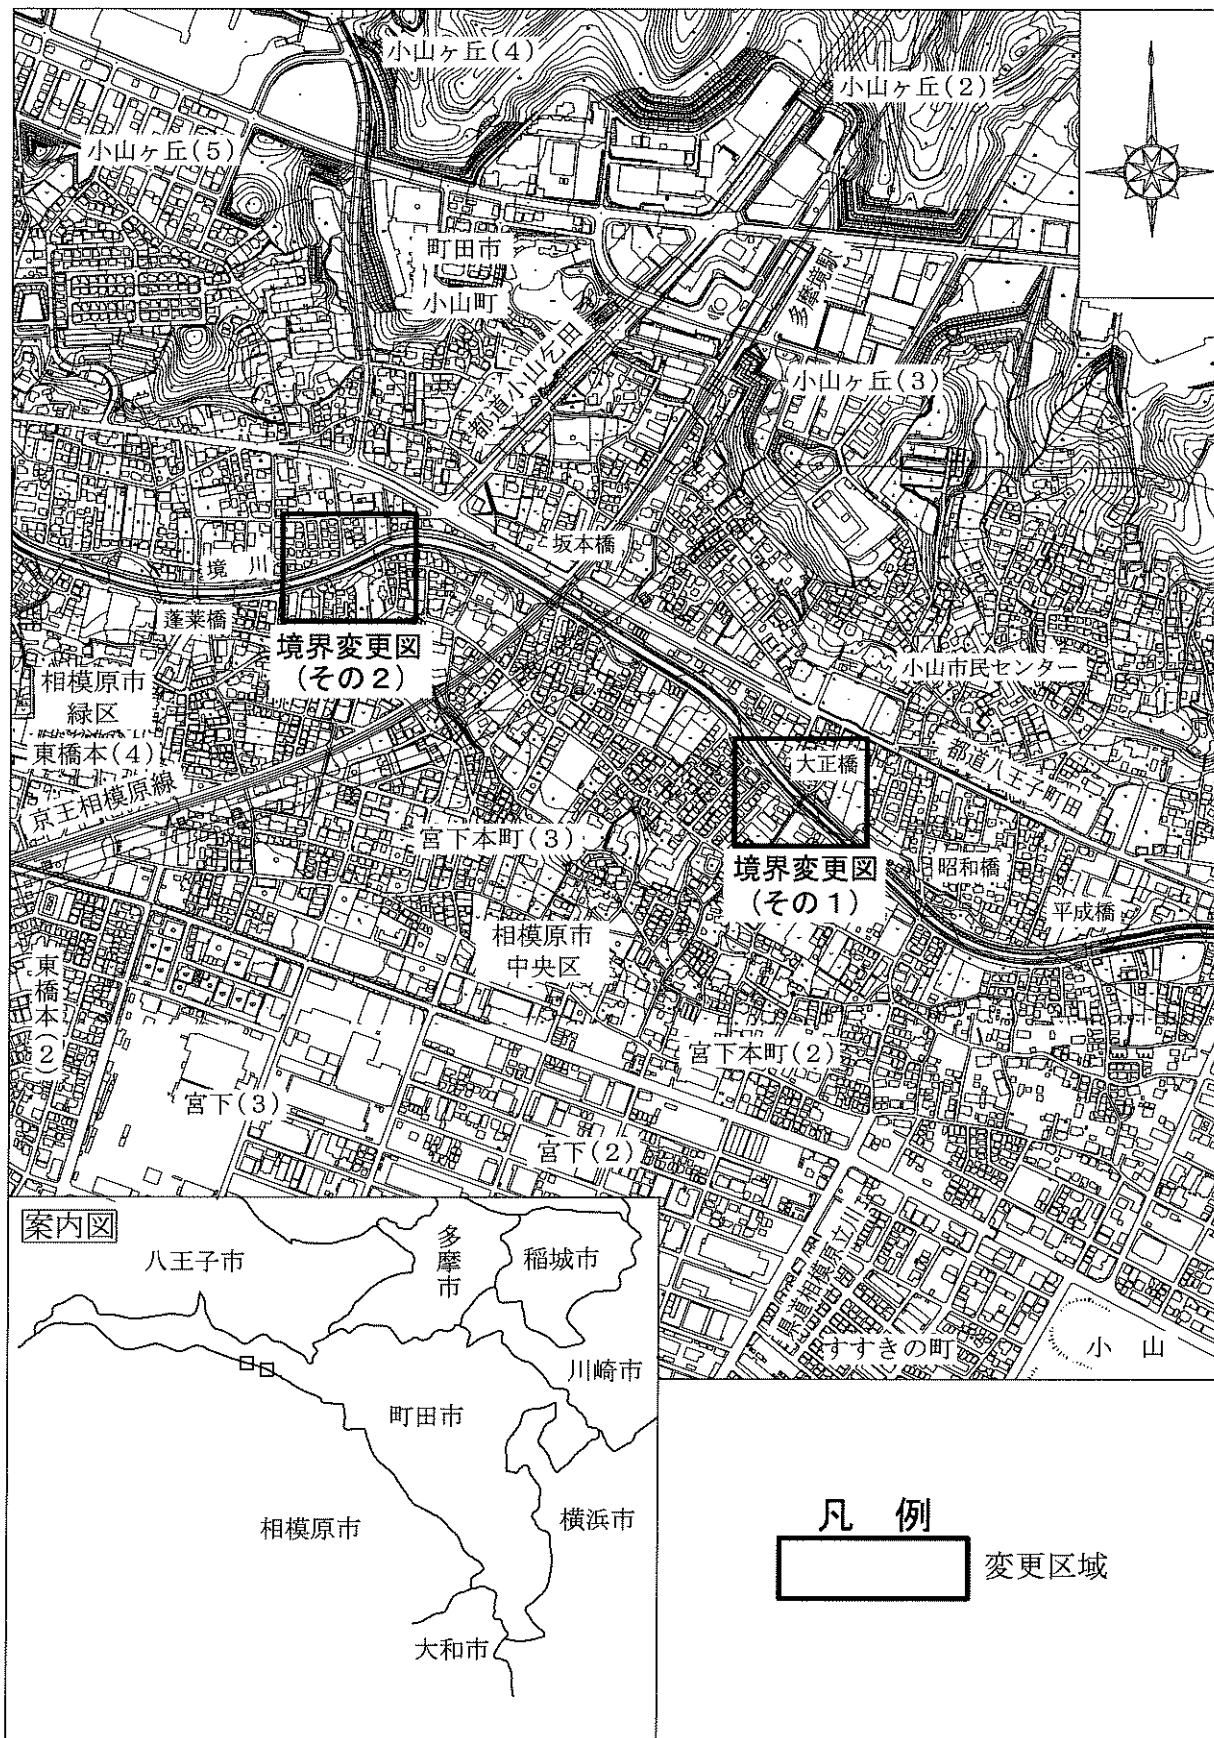 小山ヶ丘(4)
小山ヶ丘(2)
小山ヶ丘(5)
町田市
小山町
多摩境駅
都道小山乞田
小山ヶ丘(3)
坂本橋
境 川
蓬莱橋
境界変更図
(その2)
小山市民センター
相模原市
緑区
東橋本(4)
京王相模原線
大正橋
都道八王子町田
宮下本町(3)
境界変更図
(その1)
昭和橋
平成橋
相模原市
中央区
東橋本(2)
宮下本町(2)
宮下(3)
宮下(2)
県道相模原立川
すすきの町
小 山
案内図
八王子市
多摩市
稲城市
川崎市
町田市
相模原市
横浜市
大和市
凡 例
変更区域